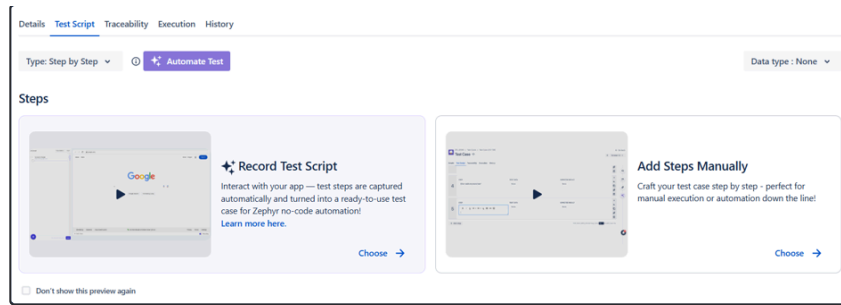 Details Test Script Traceability Execution History
Type: Step by Step Automate Test Data type : None
Steps
Google
Record Test Script
Interact with your app — test steps are captured
automatically and turned into a ready-to-use test
case for Zephyr no-code automation!
Learn more here.
Choose →
Test Case
Add Steps Manually
Craft your test case step by step - perfect for
manual execution or automation down the line!
Choose →
Don't show this preview again